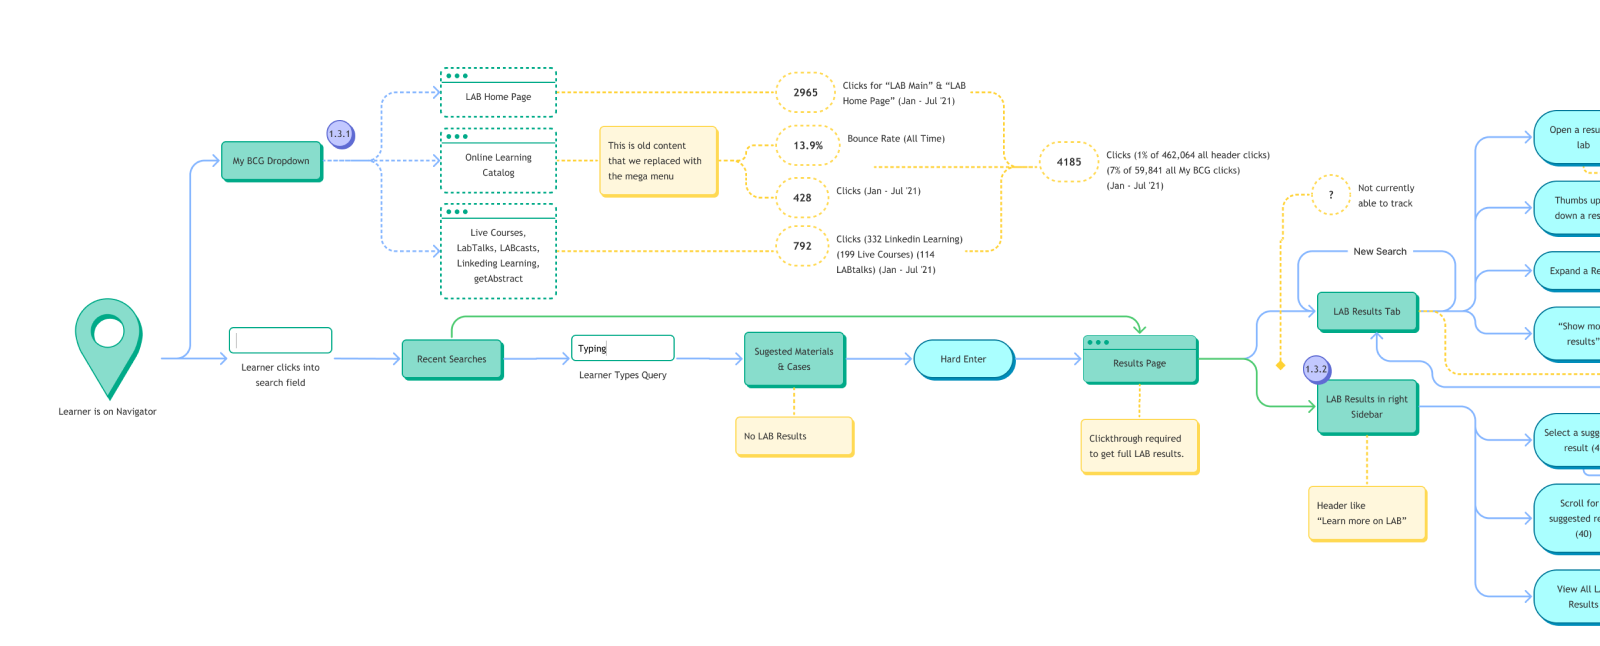 LAB Home Page
2965
Clicks for “LAB Main” & “LAB
Home Page” (Jan - Jul '21)
1.3.1
My BCG Dropdown
Online Learning
Catalog
This is old content
that we replaced with
the mega menu
13.9%
Bounce Rate (All Time)
428
Clicks (Jan - Jul '21)
4185
Clicks (1% of 462,064 all header clicks)
(7% of 59,841 all My BCG clicks)
(Jan - Jul '21)
Live Courses,
LabTalks, LABcasts,
Linkeding Learning,
getAbstract
792
Clicks (332 Linkedin Learning)
(199 Live Courses) (114
LABtalks) (Jan - Jul '21)
?
Not currently
able to track
New Search
LAB Results Tab
Open a resu
lab
Thumbs up
down a res
Expand a Re
“Show mo
results”
Learner is on Navigator
Learner clicks into
search field
Recent Searches
Typing
Learner Types Query
Sugested Materials
& Cases
No LAB Results
Hard Enter
Results Page
Clickthrough required
to get full LAB results.
1.3.2
LAB Results in right
Sidebar
Header like
“Learn more on LAB”
Select a sugg
result (4
Scroll for
suggested re
(40)
View All L
Results